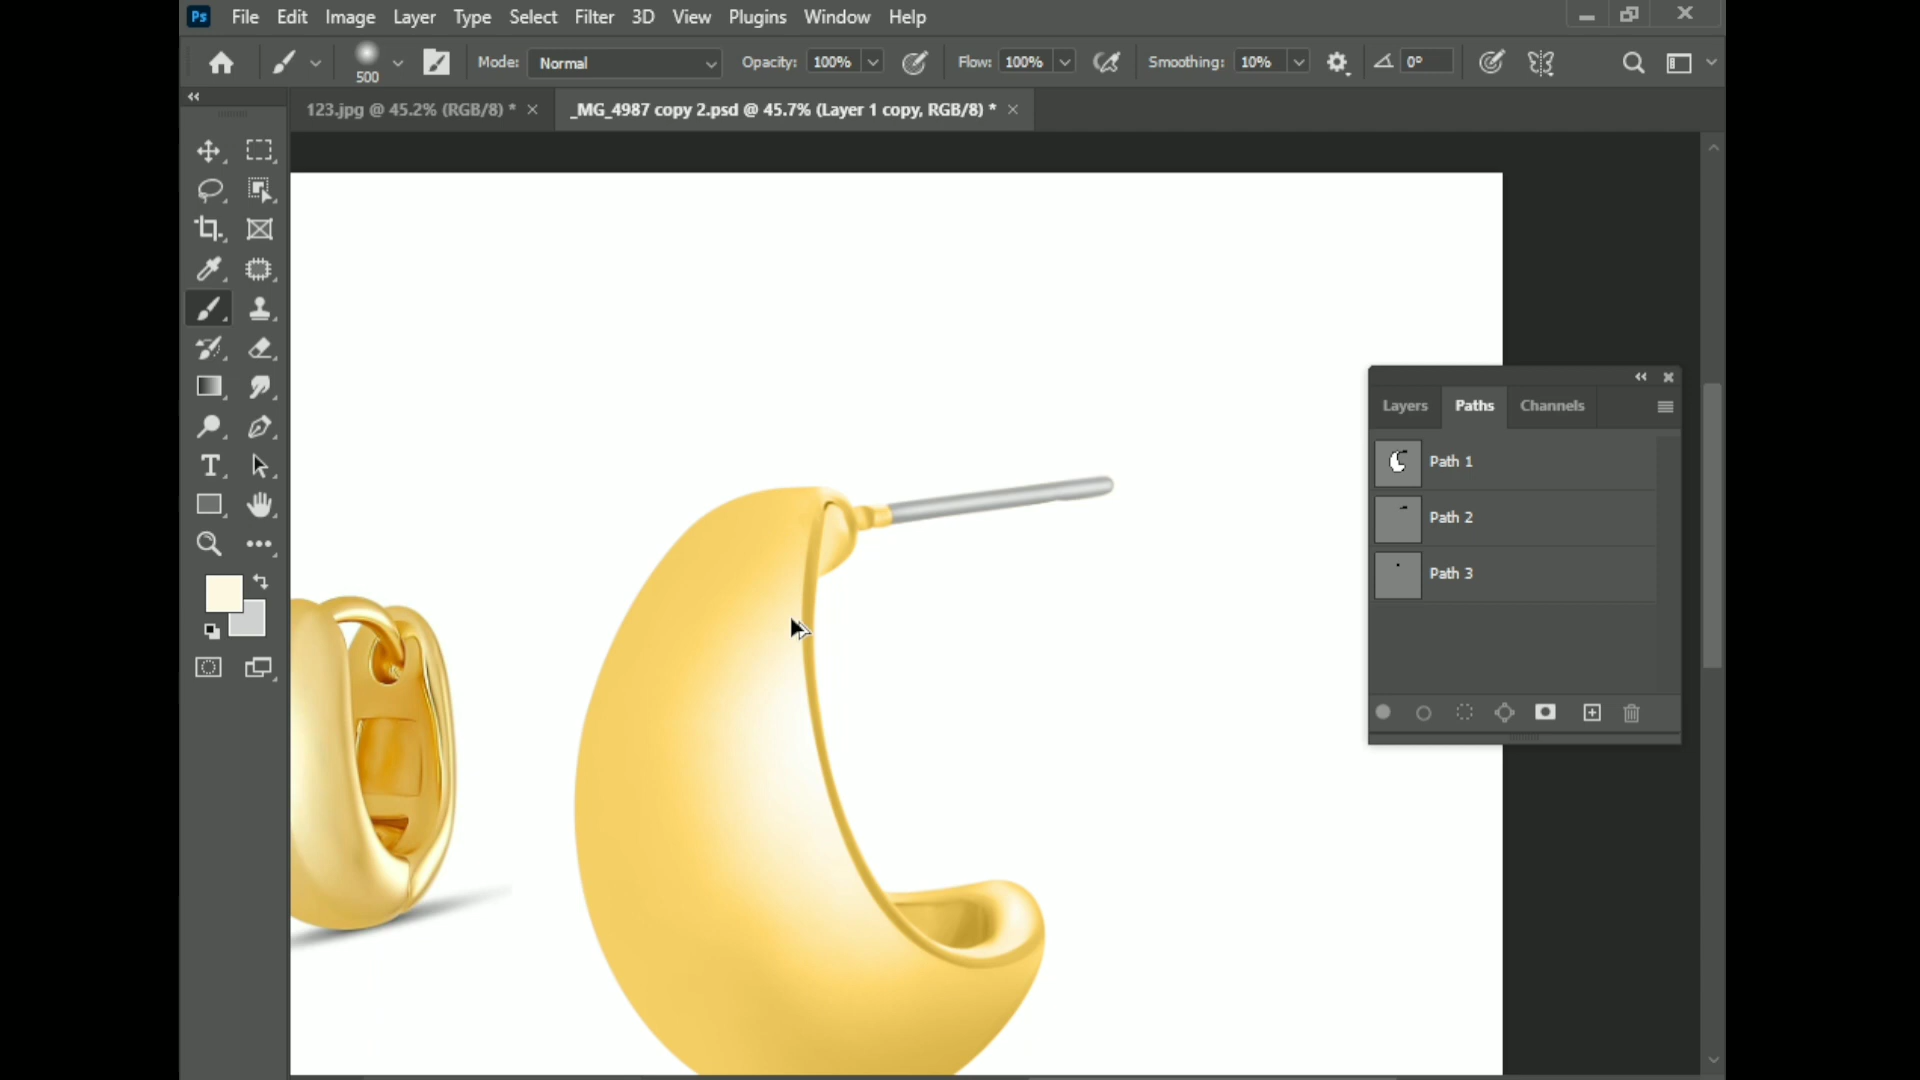 Ps File Edit Image Layer Type Select Filter 3D View Plugins Window Help
500 Mode: Normal Opacity: 100% Flow: 100% Smoothing: 10% 0°
123.jpg @ 45.2% (RGB/8) * _MG_4987 copy 2.psd @ 45.7% (Layer 1 copy, RGB/8) *
Layers Paths Channels
Path 1
Path 2
Path 3